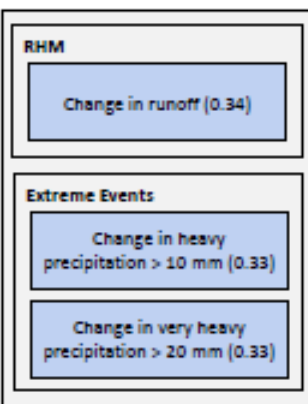 RHM
Change in runoff (0.34)
Extreme Events
Change in heavy
precipitation > 10 mm (0.33)
Change in very heavy
precipitation > 20 mm (0.33)